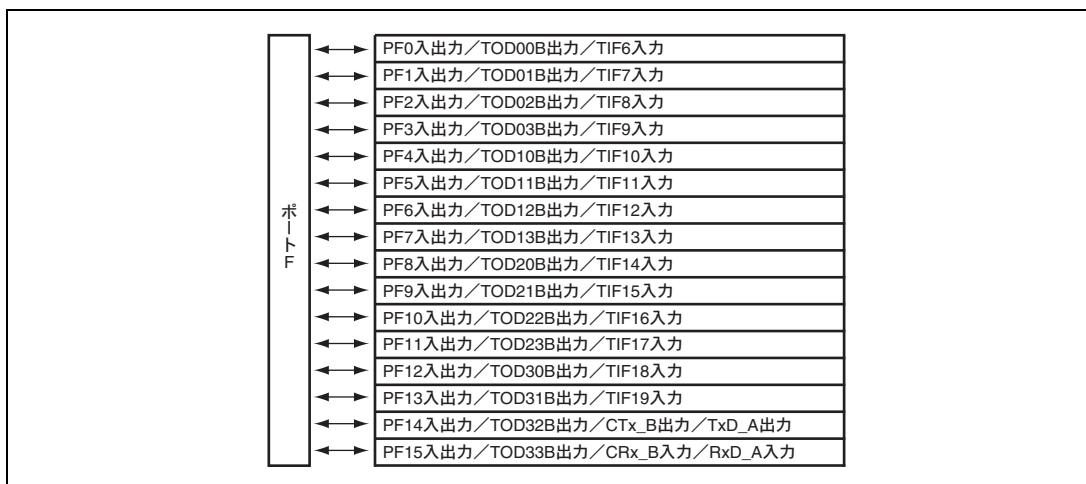 ポートF
PF0入出力／TOD00B出力／TIF6入力
PF1入出力／TOD01B出力／TIF7入力
PF2入出力／TOD02B出力／TIF8入力
PF3入出力／TOD03B出力／TIF9入力
PF4入出力／TOD10B出力／TIF10入力
PF5入出力／TOD11B出力／TIF11入力
PF6入出力／TOD12B出力／TIF12入力
PF7入出力／TOD13B出力／TIF13入力
PF8入出力／TOD20B出力／TIF14入力
PF9入出力／TOD21B出力／TIF15入力
PF10入出力／TOD22B出力／TIF16入力
PF11入出力／TOD23B出力／TIF17入力
PF12入出力／TOD30B出力／TIF18入力
PF13入出力／TOD31B出力／TIF19入力
PF14入出力／TOD32B出力／CTx_B出力／TxD_A出力
PF15入出力／TOD33B出力／CRx_B入力／RxD_A入力